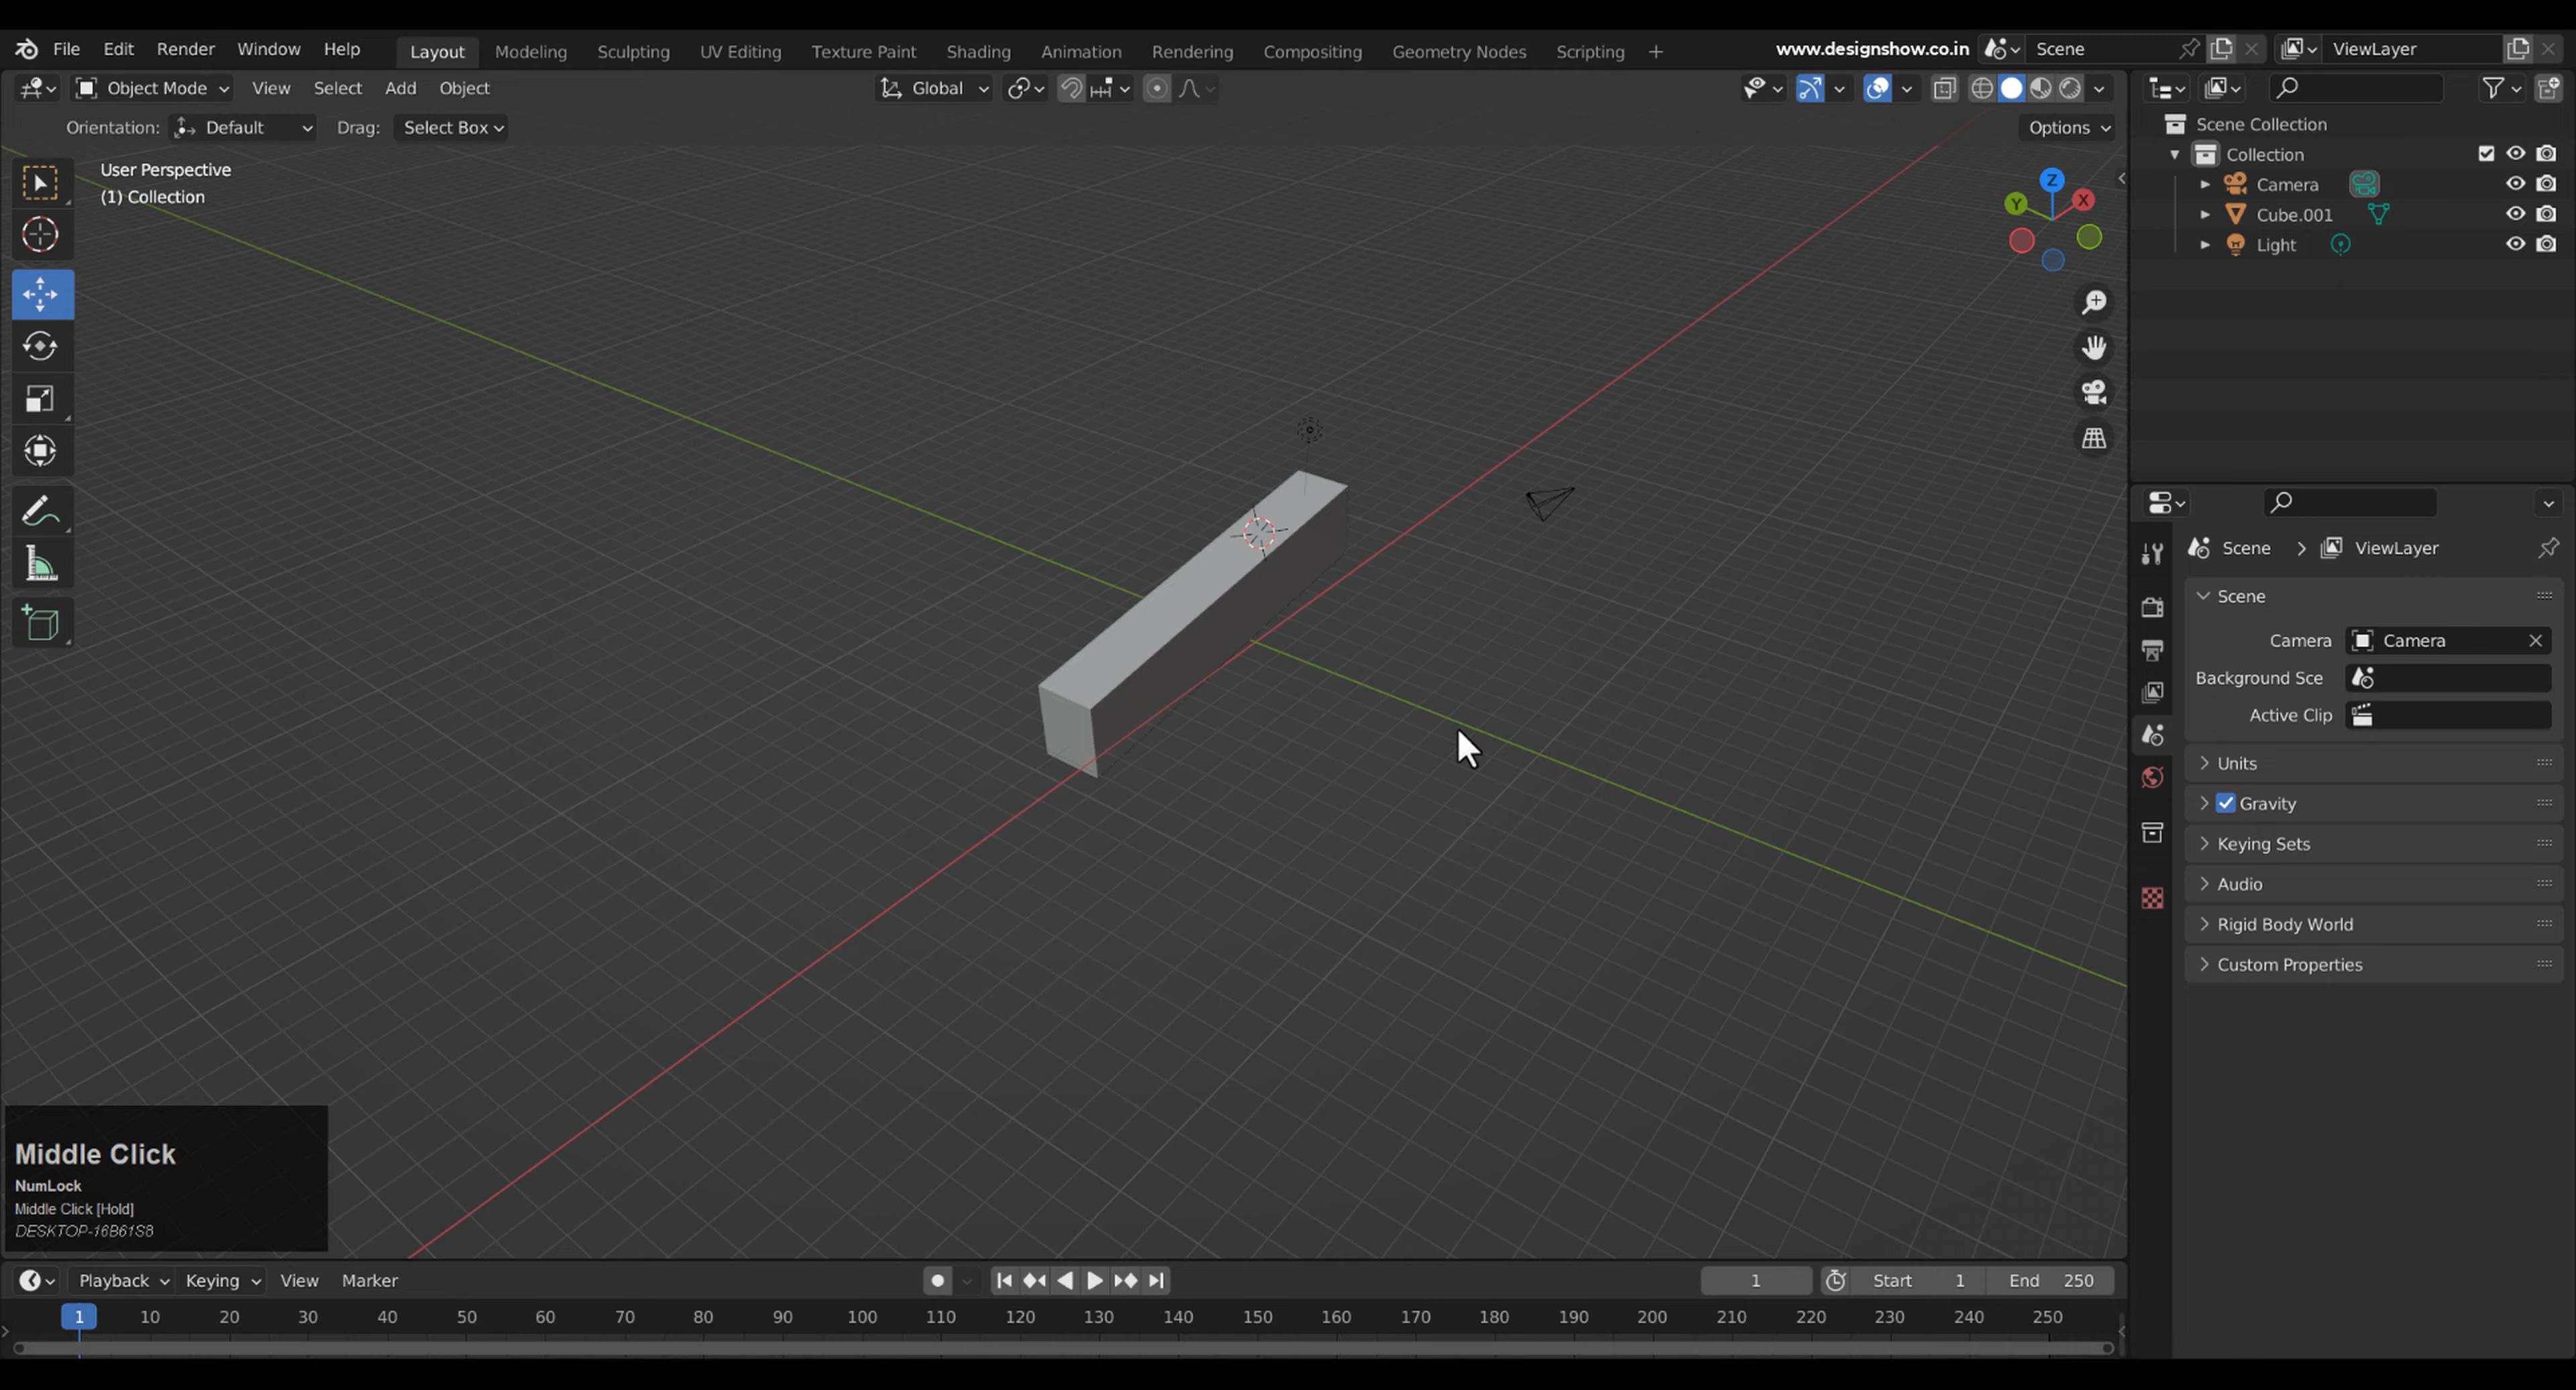 File Edit Render Window Help Layout Modeling Sculpting UV Editing Texture Paint Shading Animation Rendering Compositing Geometry Nodes Scripting + www.designshow.co.in Scene ViewLayer
Object Mode View Select Add Object Global
Orientation: Default Drag: Select Box Options
User Perspective
(1) Collection
Z
Y X
Scene Collection
Collection
Camera
Cube.001
Light
Scene > ViewLayer
Scene
Camera Camera
Background Sce
Active Clip
Units
Gravity
Keying Sets
Audio
Rigid Body World
Custom Properties
Middle Click
NumLock
Middle Click [Hold]
DESKTOP-16B61S8
Playback Keying View Marker 1 Start 1 End 250
1 10 20 30 40 50 60 70 80 90 100 110 120 130 140 150 160 170 180 190 200 210 220 230 240 250